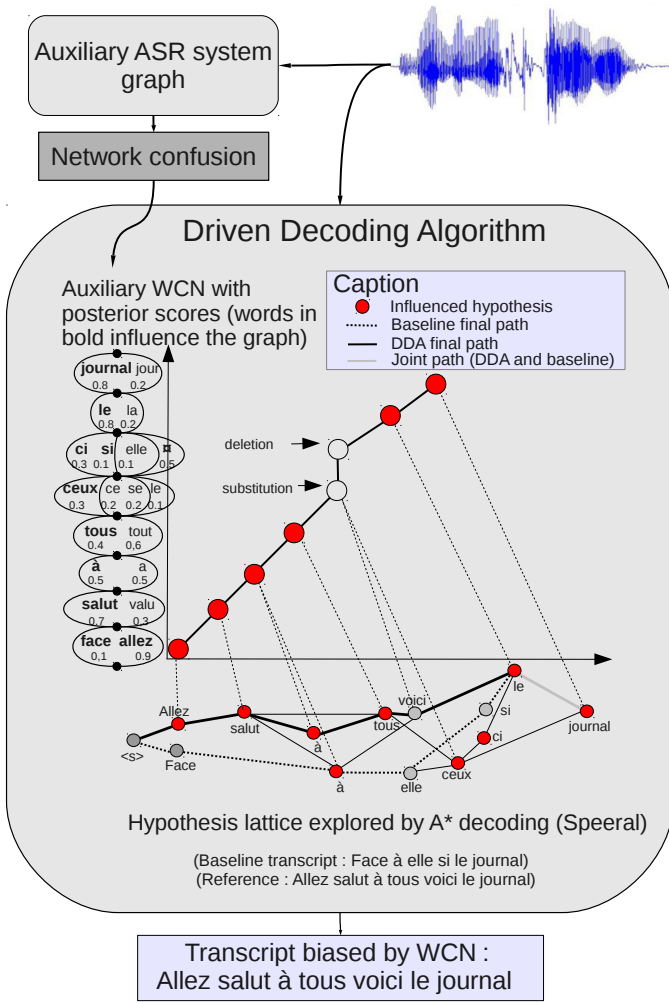 Auxiliary ASR system
graph
Network confusion
Driven Decoding Algorithm
Auxiliary WCN with
posterior scores (words in
bold influence the graph)
Caption
Influenced hypothesis
Baseline final path
DDA final path
Joint path (DDA and baseline)
journal jour
0.8 0.2
le la
0.8 0.2
ci si elle ¤
0.3 0.1 0.1 0.5
ceux ce se le
0.3 0.2 0.2 0.1
tous tout
0.4 0,6
à a
0.5 0.5
salut valu
0.7 0.3
face allez
0,1 0.9
deletion
substitution
Allez
salut
à
tous
voici
le
si
journal
ci
<s>
Face
à
elle
ceux
Hypothesis lattice explored by A* decoding (Speeral)
(Baseline transcript : Face à elle si le journal)
(Reference : Allez salut à tous voici le journal)
Transcript biased by WCN :
Allez salut à tous voici le journal